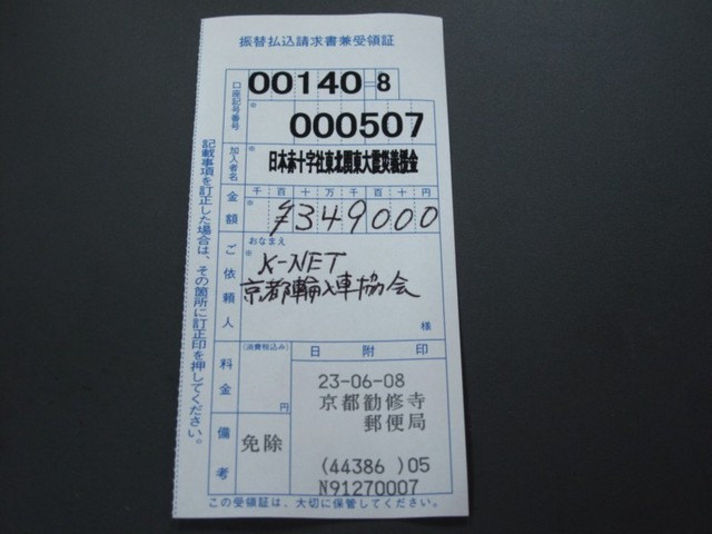 振替払込請求書兼受領証
口座記号番号
※
00140-8
※
000507
加入者名
※
日本赤十字社東北関東大震災義援金
金額
千百十万千百十円
※
¥349000
ご依頼人
おなまえ
※
K-NET
京都輸入車協会
様
料金
(消費税込み)
円
備考
免除
日附印
23-06-08
京都勧修寺
郵便局
(44386 )05
N91270007
記載事項を訂正した場合は、その箇所に訂正印を押してください。
この受領証は、大切に保管してください。